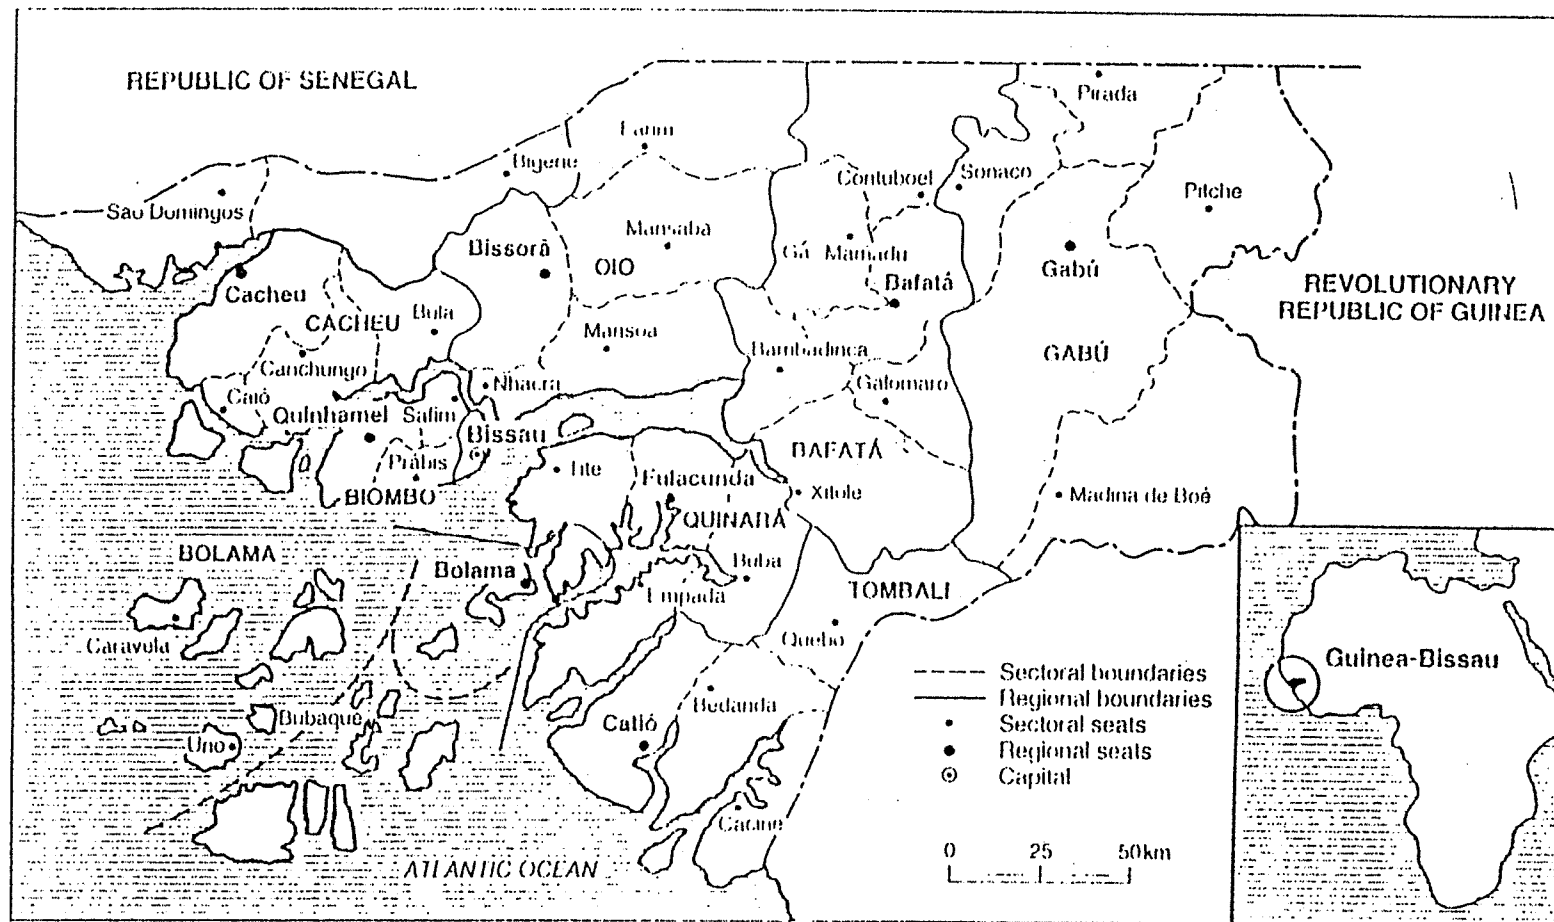 REPUBLIC OF SENEGAL
Pirada
Farim
Bigene
Contuboel
Sonaco
Pitche
São Domingos
Mansabá
Bissorã
OIO
Gá Mamadu
Gabú
Cacheu
Bafatá
REVOLUTIONARY
REPUBLIC OF GUINEA
CACHEU
Bula
Mansoa
GABÚ
Canchungo
Bambadinca
Galomaro
Nhacra
Caió
Quinhamel
Safim
Bissau
BAFATÁ
Prábis
Tite
Fulacunda
BIOMBO
Xitole
Madina de Boé
QUINARÁ
BOLAMA
Bolama
Buba
Empada
TOMBALI
Caravela
Quebo
Guinea-Bissau
Sectoral boundaries
Regional boundaries
Bedanda
Bubaque
Catió
Sectoral seats
Uno
Regional seats
Capital
Cacine
0 25 50km
ATLANTIC OCEAN